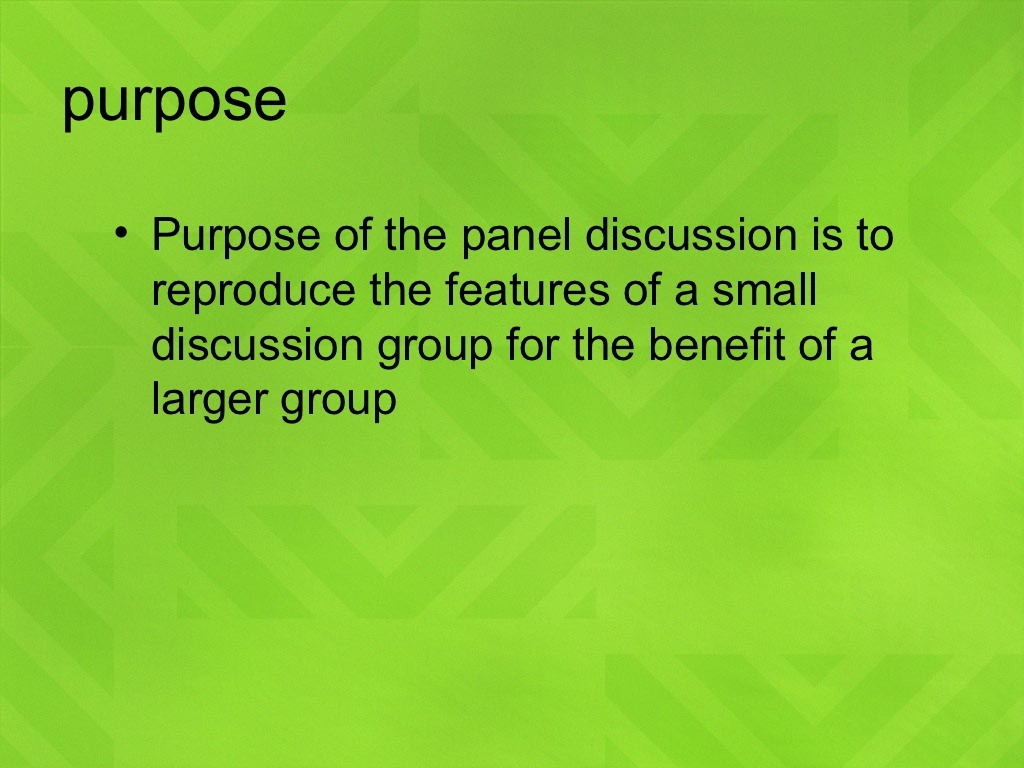 purpose
• Purpose of the panel discussion is to
reproduce the features of a small
discussion group for the benefit of a
larger group